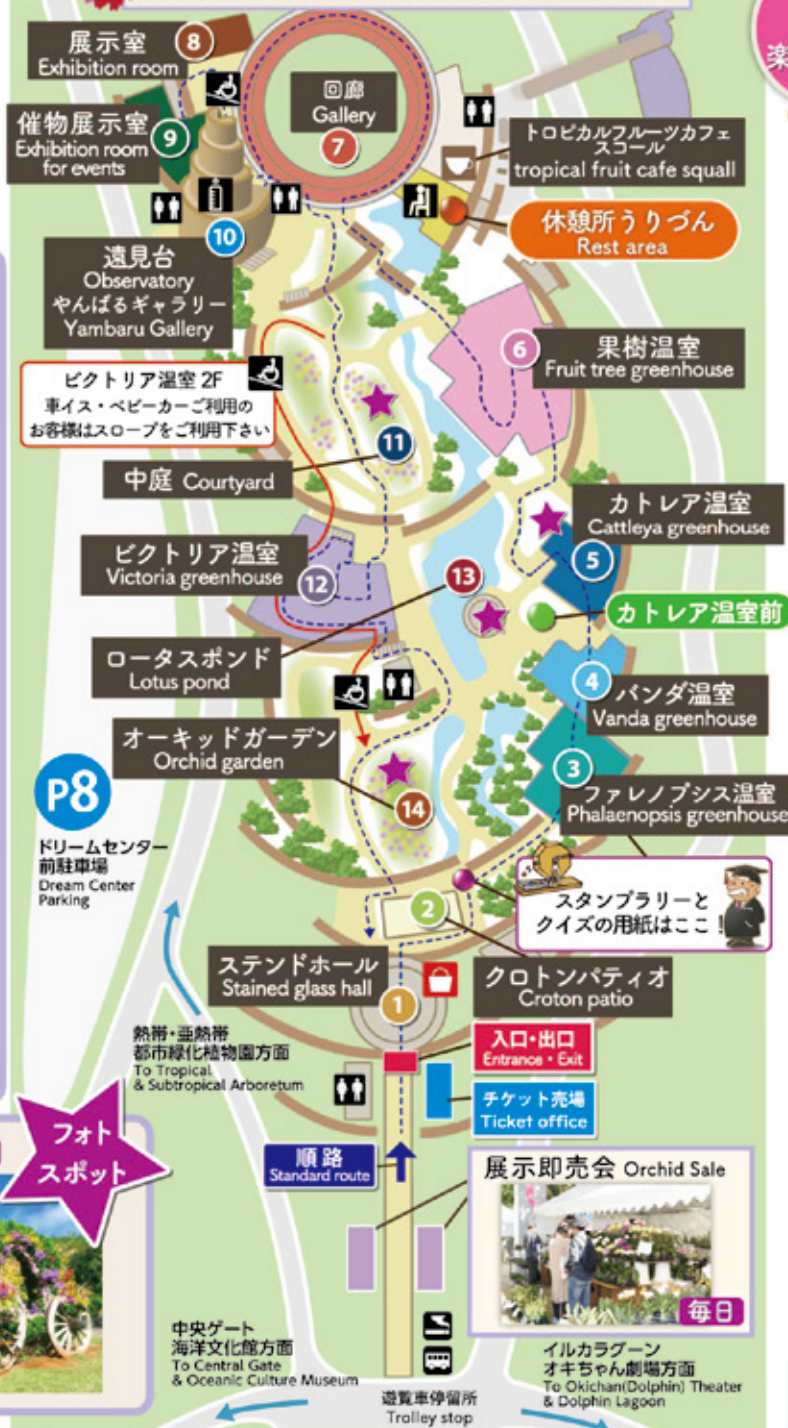 展示室
Exhibition room
8
催物展示室
Exhibition room
for events
9
回廊
Gallery
7
トロピカルフルーツカフェ
スコール
tropical fruit cafe squall
休憩所うりづん
Rest area
10
遠見台
Observatory
やんばるギャラリー
Yambaru Gallery
6
果樹温室
Fruit tree greenhouse
ビクトリア温室 2F
車イス・ベビーカーご利用の
お客様はスロープをご利用下さい
11
中庭 Courtyard
カトレア温室
Cattleya greenhouse
5
ビクトリア温室
Victoria greenhouse
12
13
カトレア温室前
ロータスポンド
Lotus pond
4
バンダ温室
Vanda greenhouse
オーキッドガーデン
Orchid garden
14
3
ファレノプシス温室
Phalaenopsis greenhouse
P8
ドリームセンター
前駐車場
Dream Center
Parking
スタンプラリーと
クイズの用紙はここ!
2
ステンドホール
Stained glass hall
1
クロトンパティオ
Croton patio
熱帯・亜熱帯
都市緑化植物園方面
To Tropical
& Subtropical Arboretum
入口・出口
Entrance・Exit
チケット売場
Ticket office
フォト
スポット
順路
Standard route
展示即売会 Orchid Sale
毎日
中央ゲート
海洋文化館方面
To Central Gate
& Oceanic Culture Museum
遊覧車停留所
Trolley stop
イルカラグーン
オキちゃん劇場方面
To Okichan(Dolphin) Theater
& Dolphin Lagoon
楽